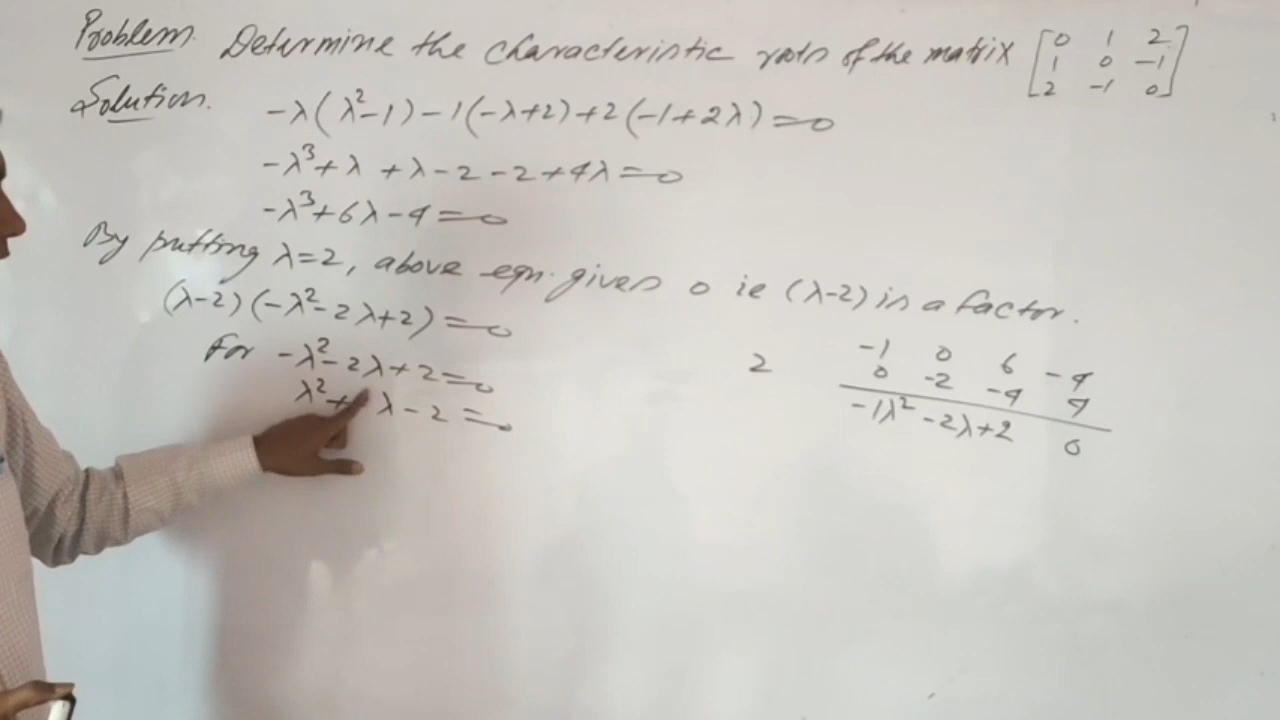 Problem. Determine the characteristic roots of the matrix [0 1 2
1 0 -1
2 -1 0]
Solution.
-λ(λ²-1)-1(-λ+2)+2(-1+2λ)=0
-λ³+λ+λ-2-2+4λ=0
-λ³+6λ-4=0
By putting λ=2, above eqn. gives 0 ie (λ-2) is a factor.
(λ-2)(-λ²-2λ+2)=0
For -λ²-2λ+2=0
λ²+ λ-2=0
2 -1 0 6 -4
0 -2 -4 4
-1λ²-2λ+2 0